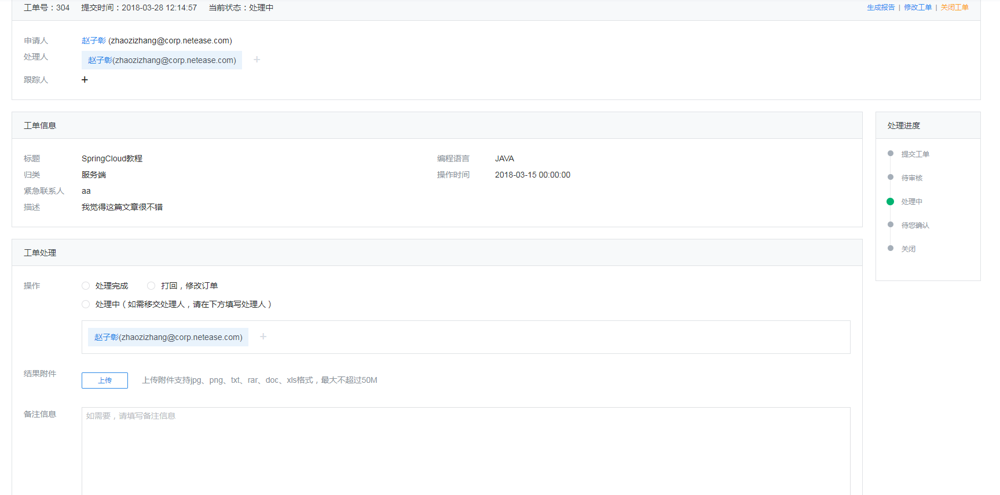 工单号：304 提交时间：2018-03-28 12:14:57 当前状态：处理中 生成报告 | 修改工单 | 关闭工单
申请人 赵子彰 (zhaozizhang@corp.netease.com)
处理人 赵子彰(zhaozizhang@corp.netease.com) +
跟踪人 +
工单信息
标题 SpringCloud教程 编程语言 JAVA
归类 服务端 操作时间 2018-03-15 00:00:00
紧急联系人 aa
描述 我觉得这篇文章很不错
处理进度
提交工单
待审核
处理中
待您确认
关闭
工单处理
操作 处理完成 打回，修改订单
处理中（如需移交处理人，请在下方填写处理人）
赵子彰(zhaozizhang@corp.netease.com) +
结果附件 上传 上传附件支持jpg、png、txt、rar、doc、xls格式，最大不超过50M
备注信息 如需要，请填写备注信息